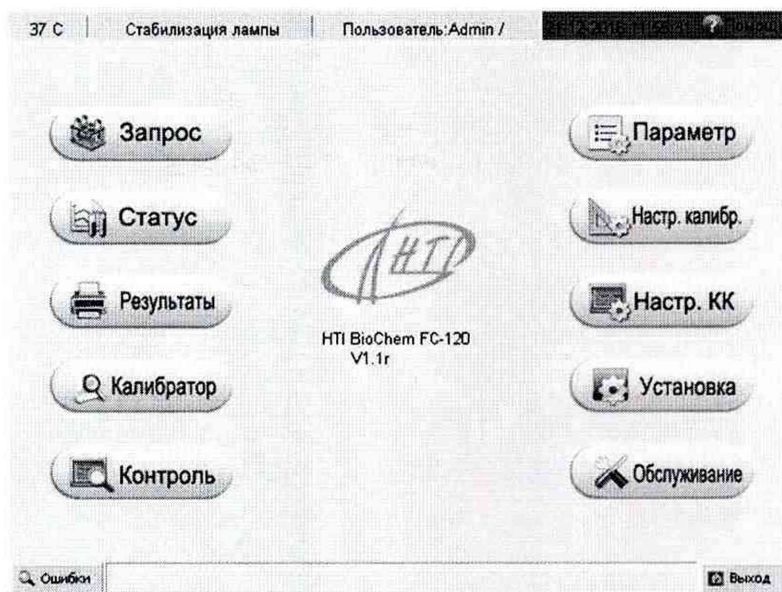 37 C | Стабилизация лампы | Пользователь:Admin /
Запрос
Статус
Результаты
Калибратор
Контроль
HTI
HTI BioChem FC-120
V1.1r
Параметр
Настр. калибр.
Настр. КК
Установка
Обслуживание
Ошибки
Выход